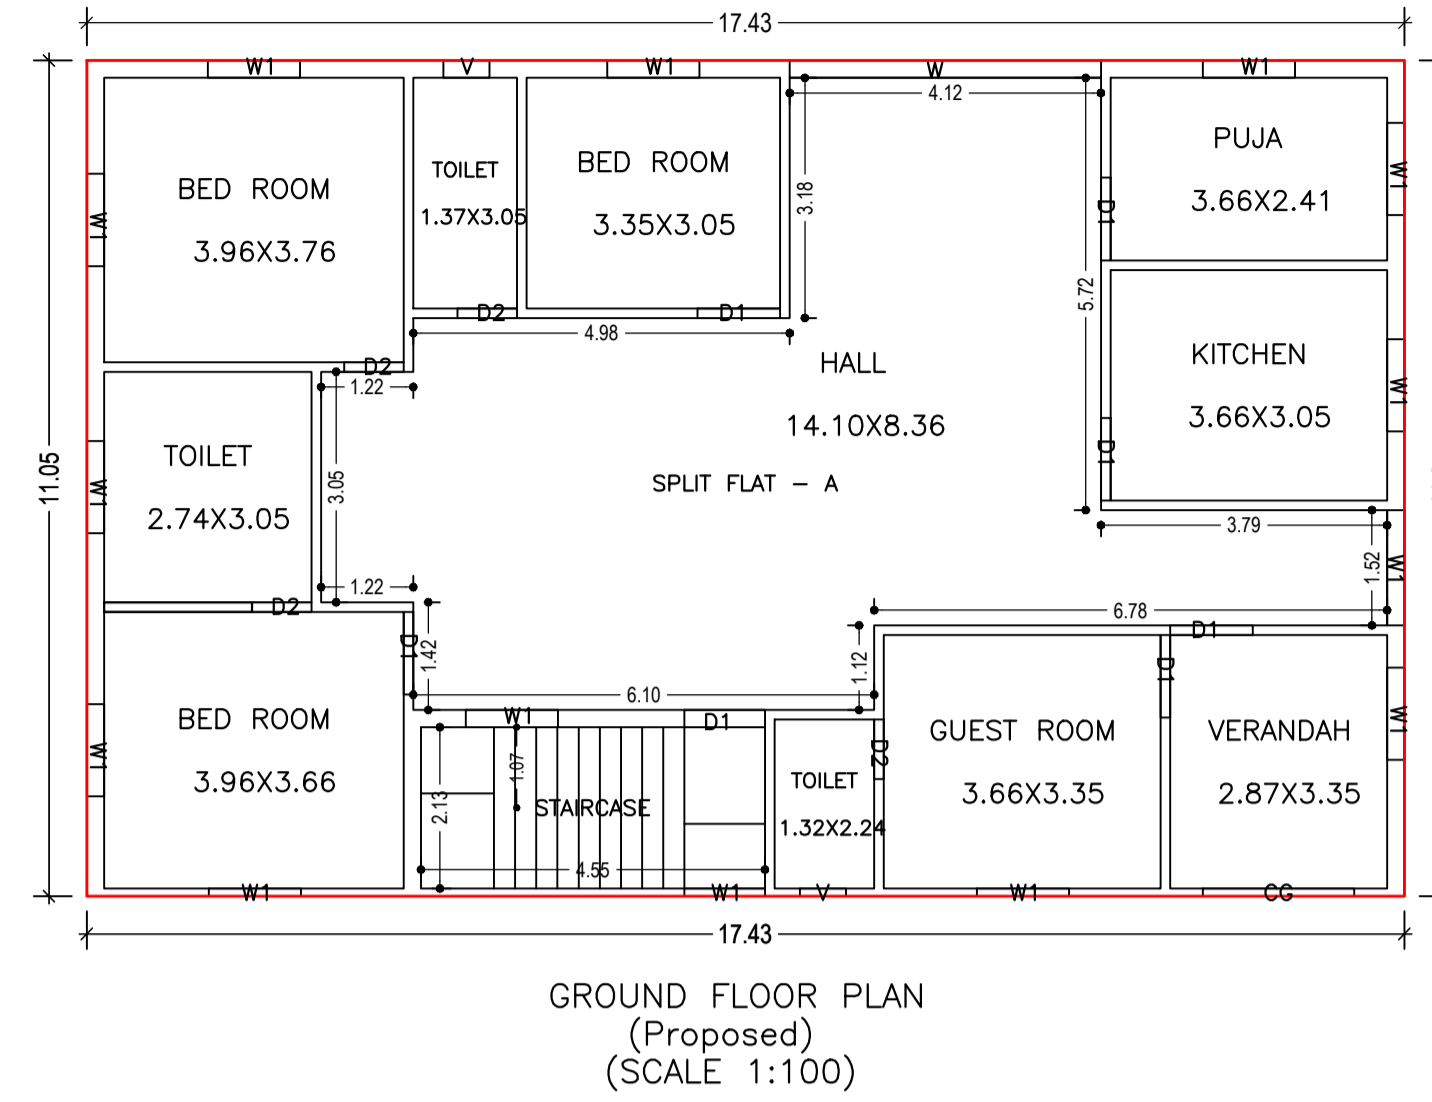 17.43
W1
V
W1
W
W1
4.12
PUJA
3.66X2.41
W1
D1
BED ROOM
3.96X3.76
W1
TOILET
1.37X3.05
BED ROOM
3.35X3.05
3.18
5.72
D2
D1
4.98
D2
1.22
HALL
14.10X8.36
SPLIT FLAT - A
KITCHEN
3.66X3.05
W1
D1
11.05
TOILET
2.74X3.05
W1
3.05
3.79
1.52
W1
1.22
D2
6.78
D1
D1
1.42
1.12
6.10
D1
W1
D1
BED ROOM
3.96X3.66
W1
1.07
2.13
STAIRCASE
4.55
TOILET
1.32X2.24
D2
GUEST ROOM
3.66X3.35
VERANDAH
2.87X3.35
W1
W1
W1
V
W1
CG
17.43
GROUND FLOOR PLAN
(Proposed)
(SCALE 1:100)